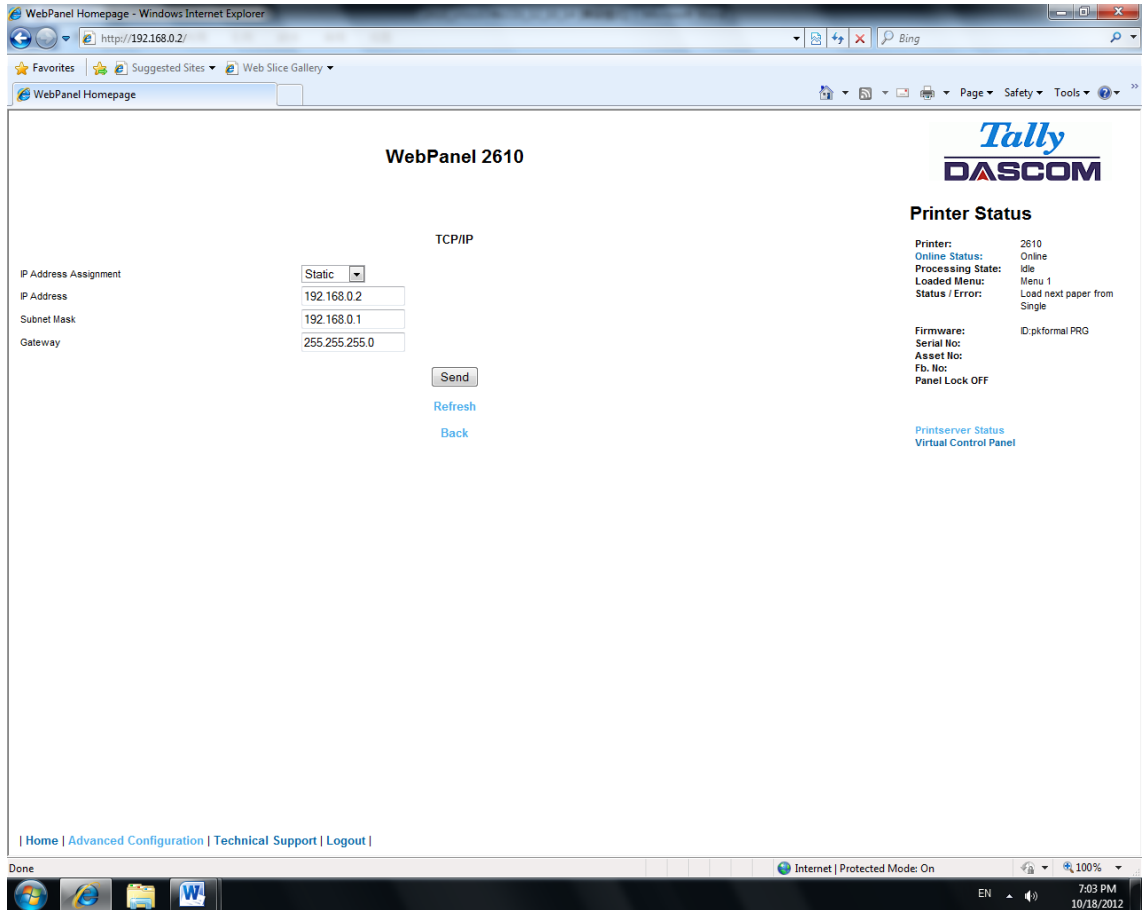 WebPanel Homepage - Windows Internet Explorer
http://192.168.0.2/
Bing
Favorites
Suggested Sites
Web Slice Gallery
WebPanel Homepage
Page
Safety
Tools
WebPanel 2610
Tally
DASCOM
Printer Status
TCP/IP
IP Address Assignment Static
IP Address 192.168.0.2
Subnet Mask 192.168.0.1
Gateway 255.255.255.0
Send
Refresh
Back
Printer: 2610
Online Status: Online
Processing State: Idle
Loaded Menu: Menu 1
Status / Error: Load next paper from
Single
Firmware: ID:pkformal PRG
Serial No:
Asset No:
Fb. No:
Panel Lock OFF
Printserver Status
Virtual Control Panel
| Home | Advanced Configuration | Technical Support | Logout |
Done
Internet | Protected Mode: On
100%
EN
7:03 PM
10/18/2012